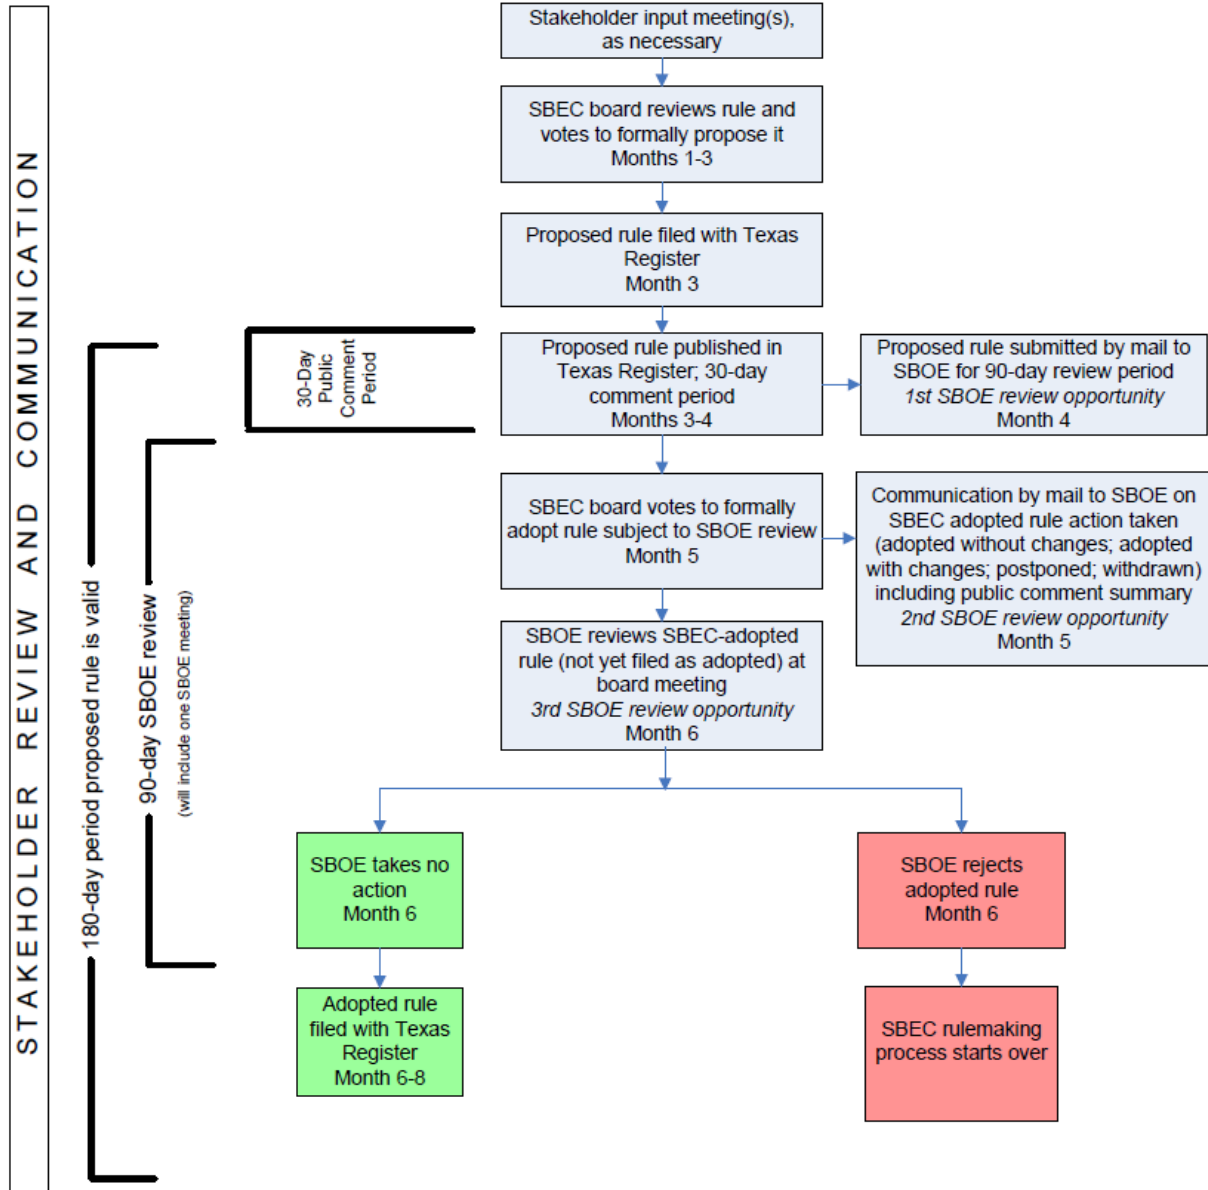 STAKEHOLDER REVIEW AND COMMUNICATION
Stakeholder input meeting(s),
as necessary
SBEC board reviews rule and
votes to formally propose it
Months 1-3
Proposed rule filed with Texas
Register
Month 3
180-day period proposed rule is valid
90-day SBOE review
(will include one SBOE meeting)
30-Day
Public
Comment
Period
Proposed rule published in
Texas Register; 30-day
comment period
Months 3-4
Proposed rule submitted by mail to
SBOE for 90-day review period
1st SBOE review opportunity
Month 4
SBEC board votes to formally
adopt rule subject to SBOE review
Month 5
Communication by mail to SBOE on
SBEC adopted rule action taken
(adopted without changes; adopted
with changes; postponed; withdrawn)
including public comment summary
2nd SBOE review opportunity
Month 5
SBOE reviews SBEC-adopted
rule (not yet filed as adopted) at
board meeting
3rd SBOE review opportunity
Month 6
SBOE takes no
action
Month 6
SBOE rejects
adopted rule
Month 6
Adopted rule
filed with Texas
Register
Month 6-8
SBEC rulemaking
process starts over